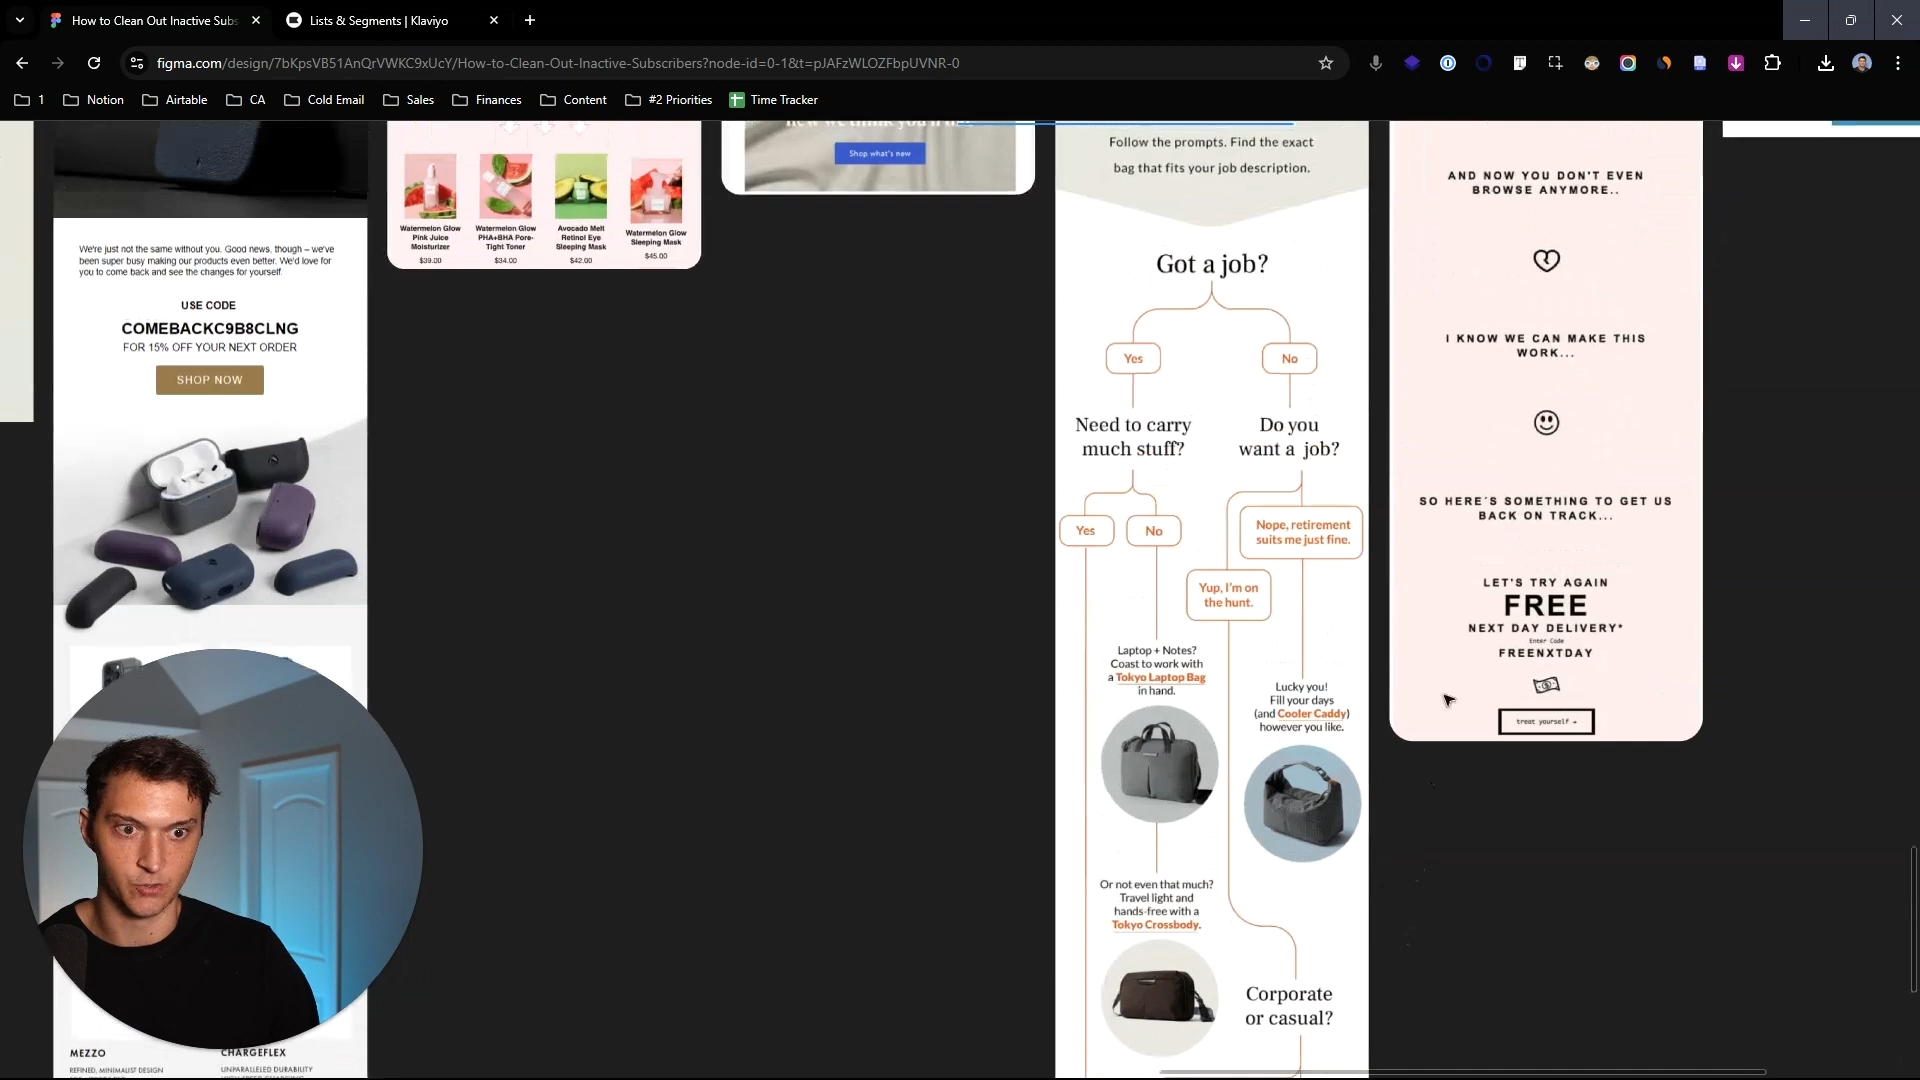 How to Clean Out Inactive Subs
Lists & Segments | Klaviyo
figma.com/design/7bKpsVB51AnQrVWKC9xUcY/How-to-Clean-Out-Inactive-Subscribers?node-id=0-1&t=pJAFzWLOZFbpUVNR-0
1
Notion
Airtable
CA
Cold Email
Sales
Finances
Content
#2 Priorities
Time Tracker
We're just not the same without you. Good news, though – we've
been super busy making our products even better. We'd love for
you to come back and see the changes for yourself.
USE CODE
COMEBACKC9B8CLNG
FOR 15% OFF YOUR NEXT ORDER
SHOP NOW
MEZZO
REFINED, MINIMALIST DESIGN
CHARGEFLEX
UNPARALLELED DURABILITY
Watermelon Glow
Pink Juice
Moisturizer
$39.00
Watermelon Glow
PHA+BHA Pore-
Tight Toner
$34.00
Avocado Melt
Retinol Eye
Sleeping Mask
$42.00
Watermelon Glow
Sleeping Mask
$45.00
Shop what's new
Follow the prompts. Find the exact
bag that fits your job description.
Got a job?
Yes
No
Need to carry
much stuff?
Do you
want a job?
Yes
No
Nope, retirement
suits me just fine.
Yup, I'm on
the hunt.
Laptop + Notes?
Coast to work with
a Tokyo Laptop Bag
in hand.
Lucky you!
Fill your days
(and Cooler Caddy)
however you like.
Or not even that much?
Travel light and
hands-free with a
Tokyo Crossbody.
Corporate
or casual?
AND NOW YOU DON'T EVEN
BROWSE ANYMORE..
I KNOW WE CAN MAKE THIS
WORK...
SO HERE'S SOMETHING TO GET US
BACK ON TRACK...
LET'S TRY AGAIN
FREE
NEXT DAY DELIVERY*
Enter Code
FREENXTDAY
treat yourself →